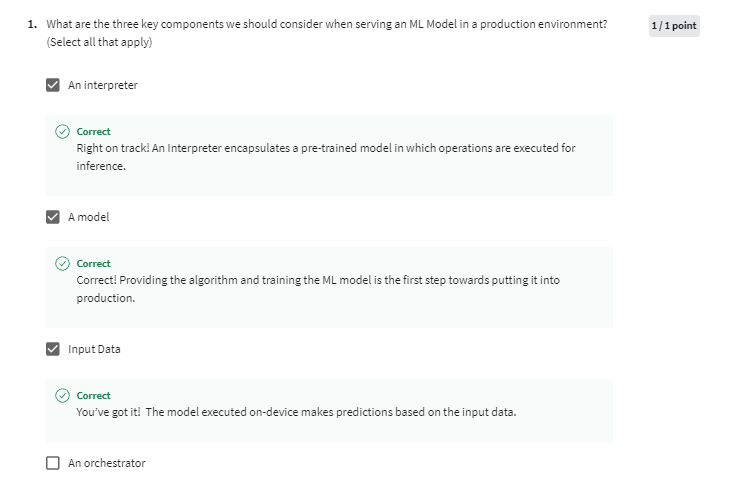 1. What are the three key components we should consider when serving an ML Model in a production environment?
(Select all that apply)
1 / 1 point
An interpreter
Correct
Right on track! An Interpreter encapsulates a pre-trained model in which operations are executed for
inference.
A model
Correct
Correct! Providing the algorithm and training the ML model is the first step towards putting it into
production.
Input Data
Correct
You've got it! The model executed on-device makes predictions based on the input data.
An orchestrator